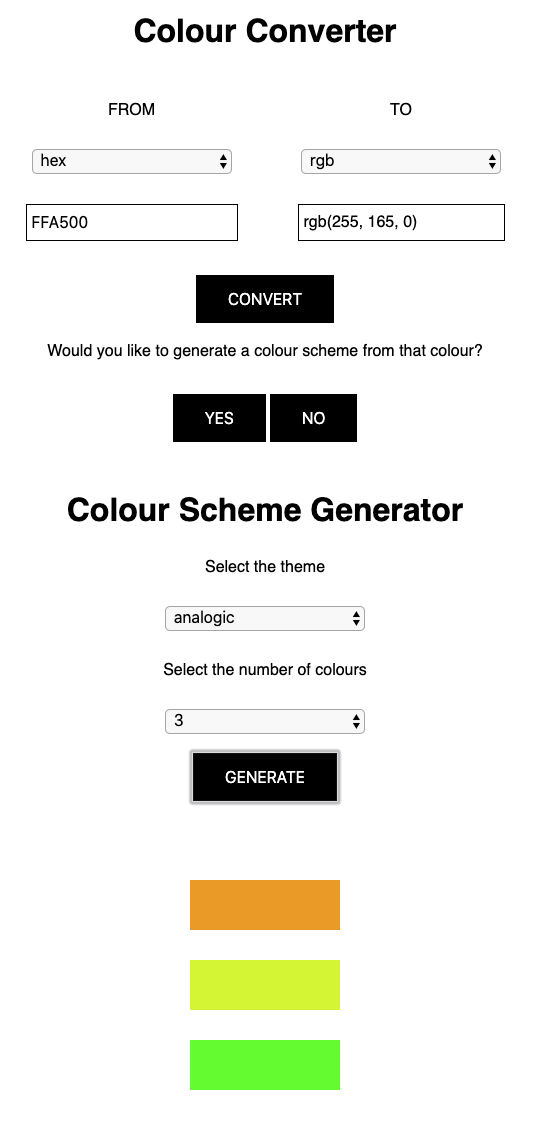 Colour Converter
FROM TO
hex rgb
FFA500 rgb(255, 165, 0)
CONVERT
Would you like to generate a colour scheme from that colour?
YES NO
Colour Scheme Generator
Select the theme
analogic
Select the number of colours
3
GENERATE